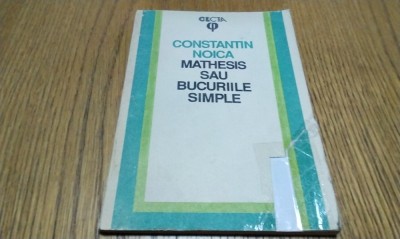 CONSTANTIN
NOICA
MATHESIS
SAU
BUCURIILE
SIMPLE